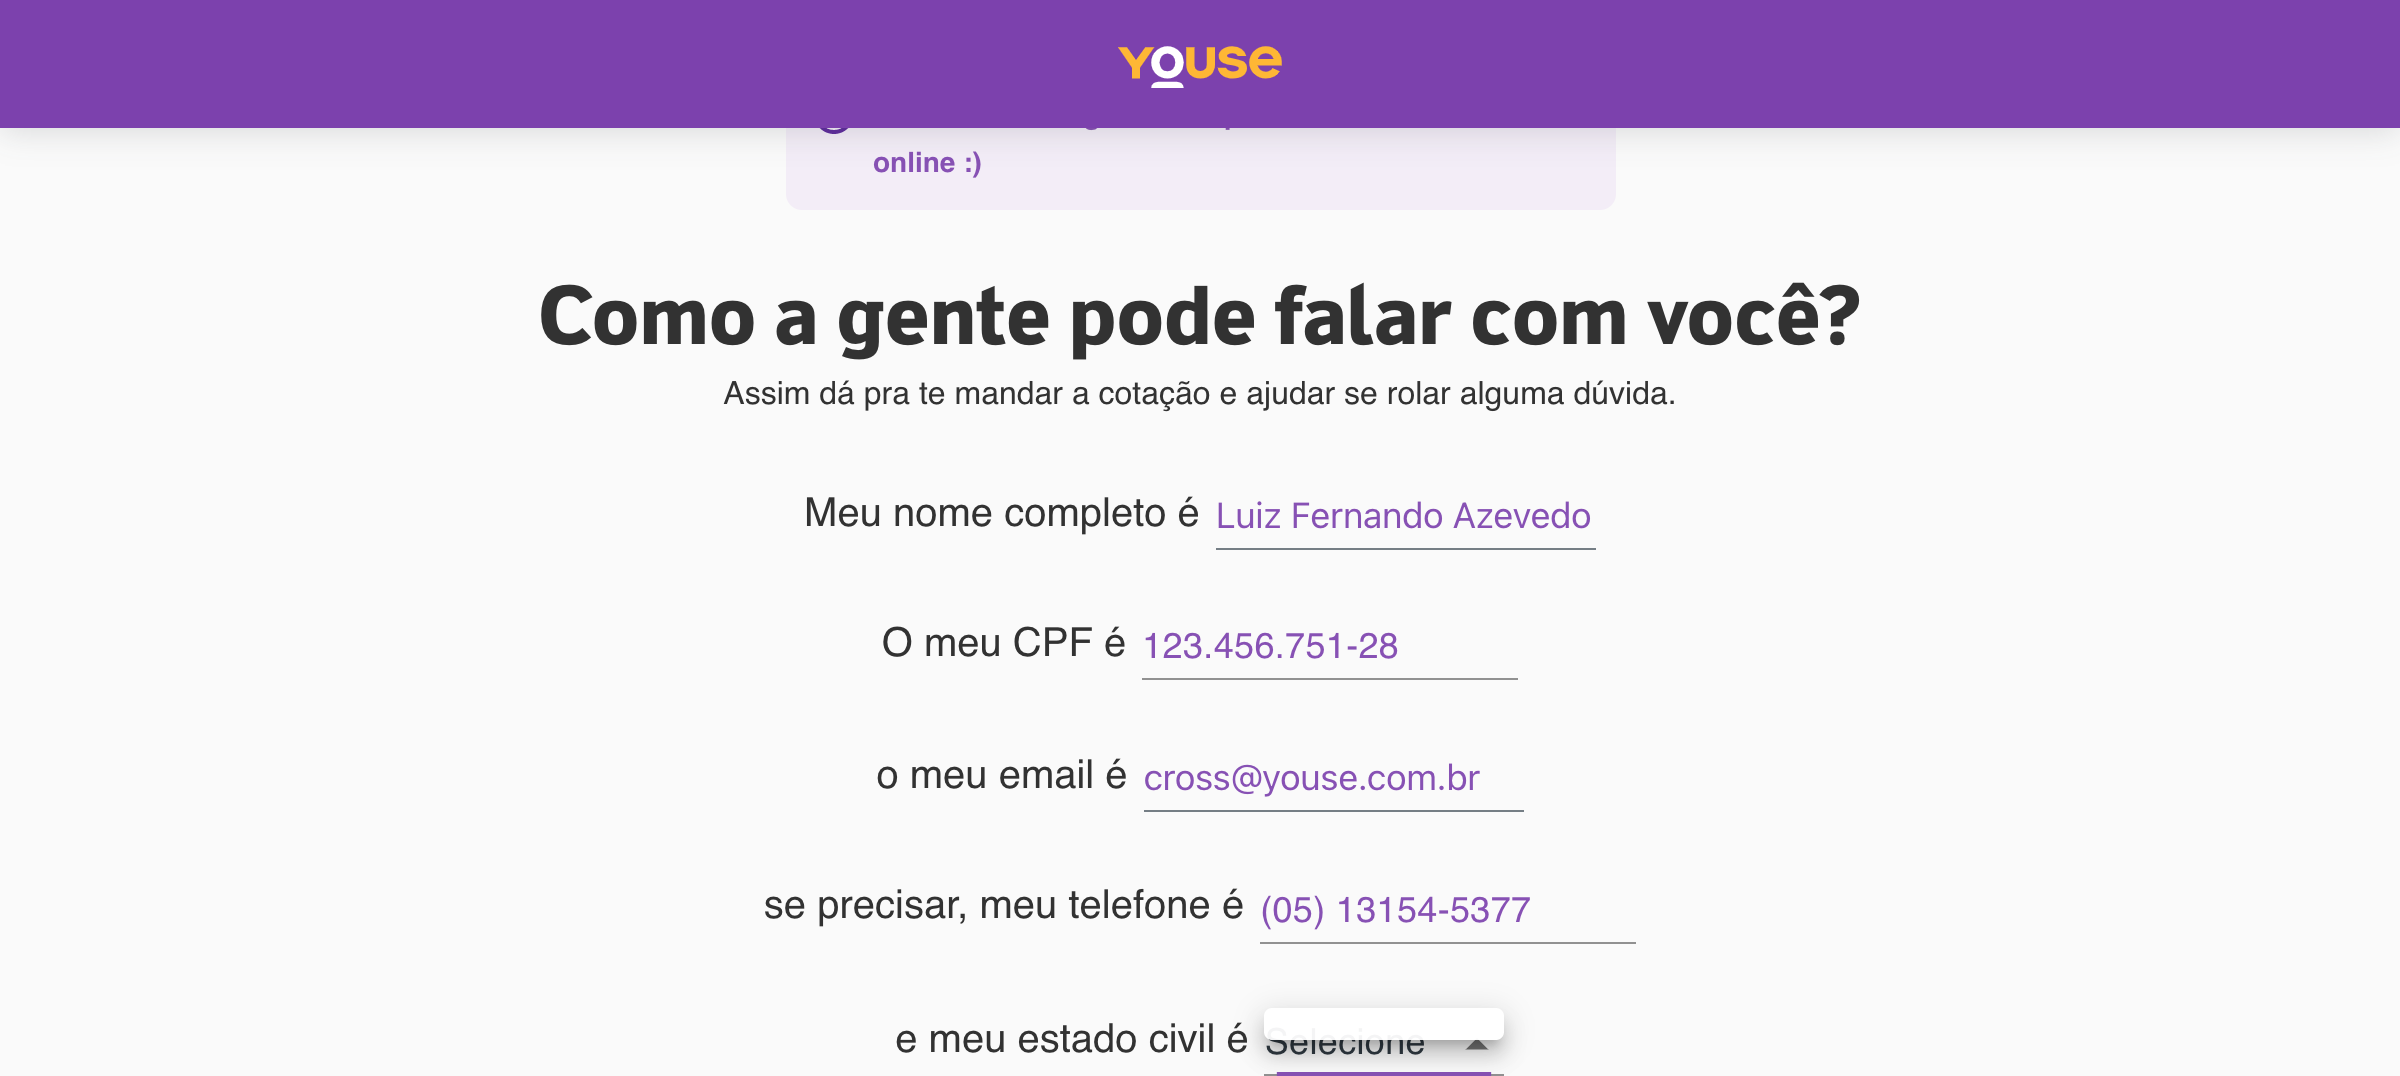 youse
online :)
Como a gente pode falar com você?
Assim dá pra te mandar a cotação e ajudar se rolar alguma dúvida.
Meu nome completo é Luiz Fernando Azevedo
O meu CPF é 123.456.751-28
o meu email é cross@youse.com.br
se precisar, meu telefone é (05) 13154-5377
e meu estado civil é Selecione